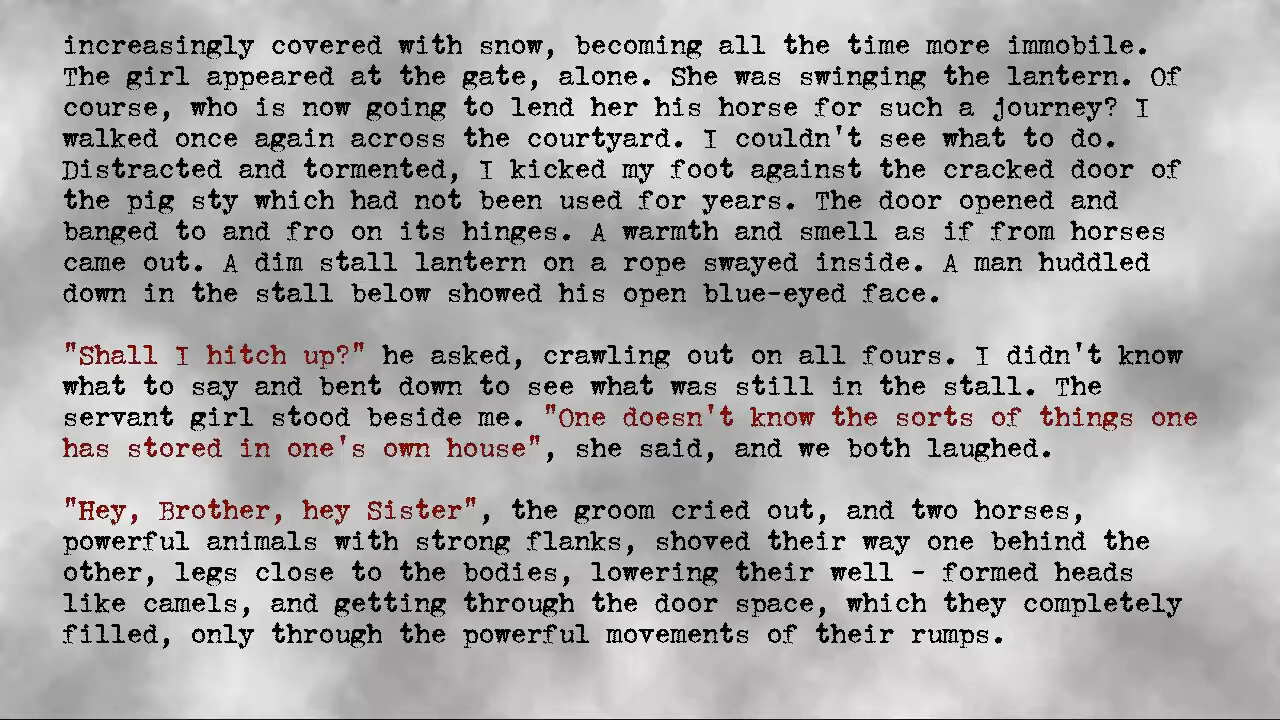 increasingly covered with snow, becoming all the time more immobile.
The girl appeared at the gate, alone. She was swinging the lantern. Of
course, who is now going to lend her his horse for such a journey? I
walked once again across the courtyard. I couldn't see what to do.
Distracted and tormented, I kicked my foot against the cracked door of
the pig sty which had not been used for years. The door opened and
banged to and fro on its hinges. A warmth and smell as if from horses
came out. A dim stall lantern on a rope swayed inside. A man huddled
down in the stall below showed his open blue-eyed face.
"Shall I hitch up?" he asked, crawling out on all fours. I didn't know
what to say and bent down to see what was still in the stall. The
servant girl stood beside me. "One doesn't know the sorts of things one
has stored in one's own house", she said, and we both laughed.
"Hey, Brother, hey Sister", the groom cried out, and two horses,
powerful animals with strong flanks, shoved their way one behind the
other, legs close to the bodies, lowering their well - formed heads
like camels, and getting through the door space, which they completely
filled, only through the powerful movements of their rumps.